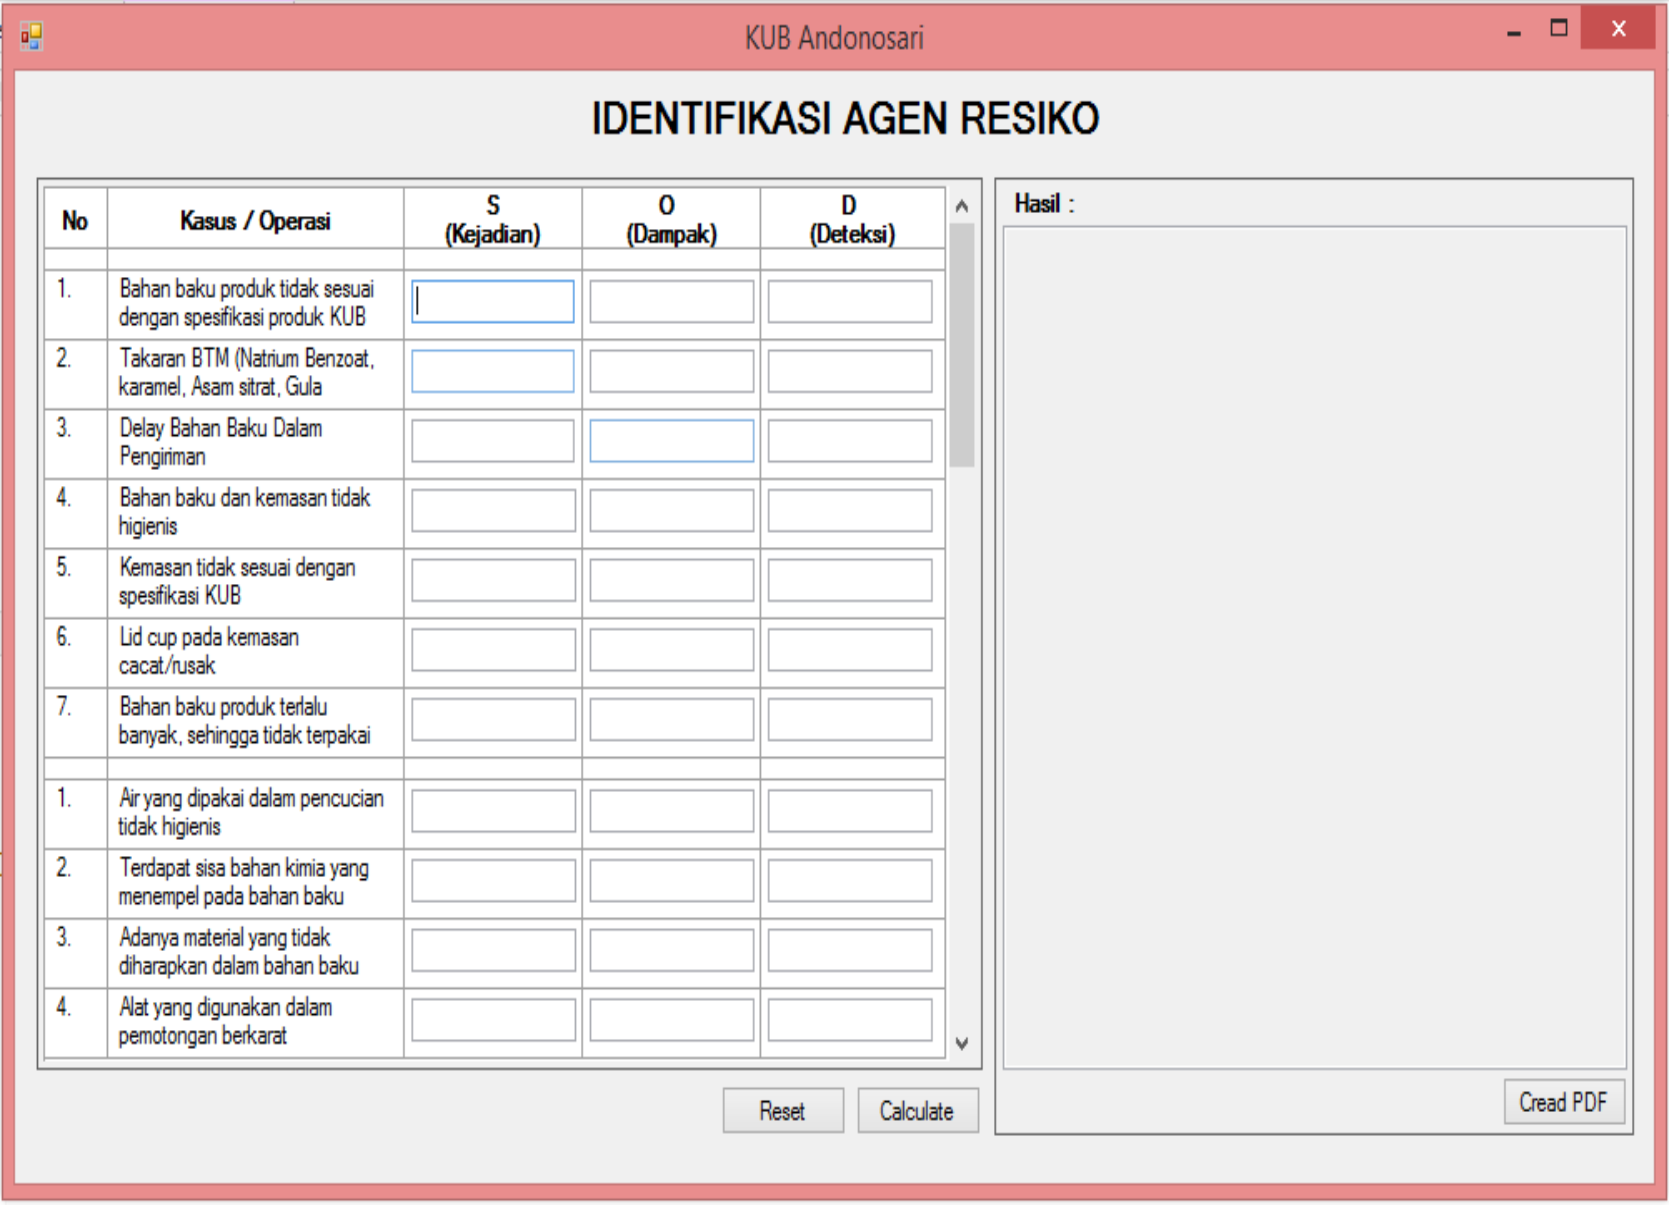 KUB Andonosari
IDENTIFIKASI AGEN RESIKO
No
Kasus / Operasi
S
(Kejadian)
O
(Dampak)
D
(Deteksi)
1.
Bahan baku produk tidak sesuai
dengan spesifikasi produk KUB
2.
Takaran BTM (Natrium Benzoat,
karamel, Asam sitrat, Gula
3.
Delay Bahan Baku Dalam
Pengiriman
4.
Bahan baku dan kemasan tidak
higienis
5.
Kemasan tidak sesuai dengan
spesifikasi KUB
6.
Lid cup pada kemasan
cacat/rusak
7.
Bahan baku produk terlalu
banyak, sehingga tidak terpakai
1.
Air yang dipakai dalam pencucian
tidak higienis
2.
Terdapat sisa bahan kimia yang
menempel pada bahan baku
3.
Adanya material yang tidak
diharapkan dalam bahan baku
4.
Alat yang digunakan dalam
pemotongan berkarat
Reset
Calculate
Hasil :
Cread PDF